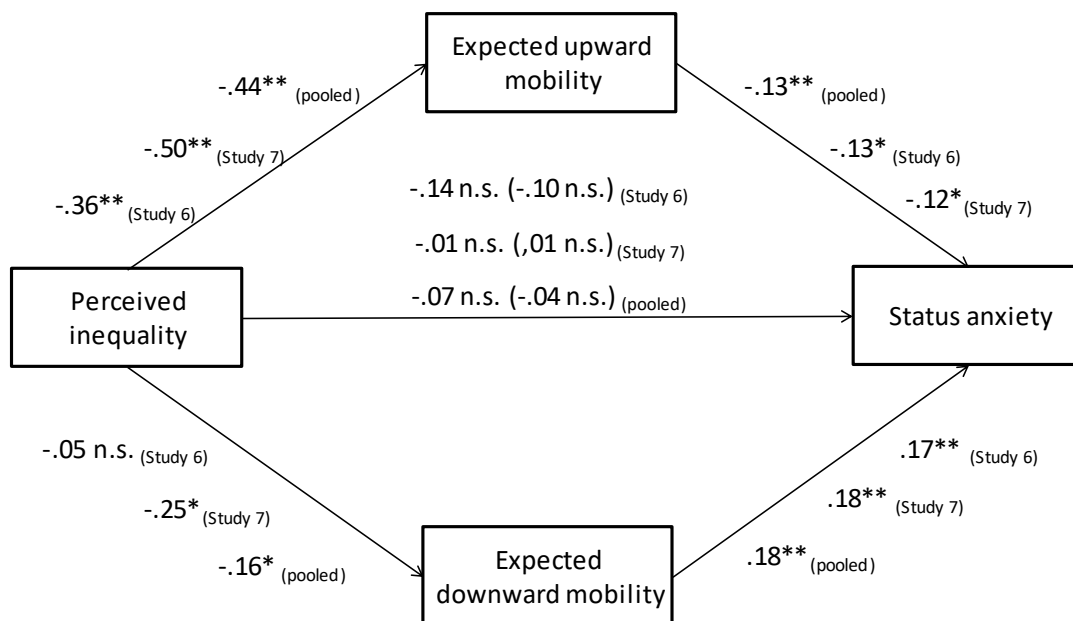 Expected upward
mobility
-.44** (pooled)
-.13** (pooled)
-.50** (Study 7)
-.13* (Study 6)
-.36** (Study 6)
-.14 n.s. (-.10 n.s.) (Study 6)
-.12* (Study 7)
-.01 n.s. (,01 n.s.) (Study 7)
-.07 n.s. (-.04 n.s.) (pooled)
Perceived
inequality
Status anxiety
-.05 n.s. (Study 6)
.17** (Study 6)
-.25* (Study 7)
.18** (Study 7)
-.16* (pooled)
.18** (pooled)
Expected
downward mobility